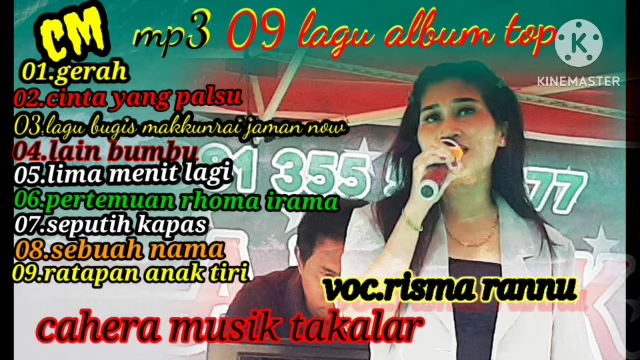 CM
mp3 09 lagu album top
KINEMASTER
01.gerah
02.cinta yang palsu
03.lagu bugis makkunrai jaman now
04.lain bumbu
05.lima menit lagi
06.pertemuan rhoma irama
07.seputih kapas
08.sebuah nama
09.ratapan anak tiri
voc.risma rannu
cahera musik takalar